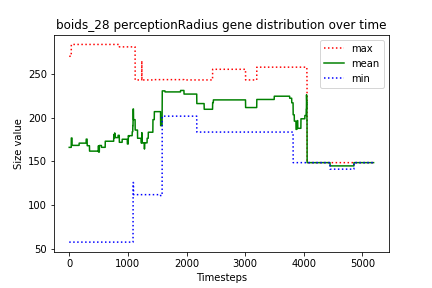 boids_28 perceptionRadius gene distribution over time
max
mean
min
Size value
250
200
150
100
50
0
1000
2000
3000
4000
5000
Timesteps